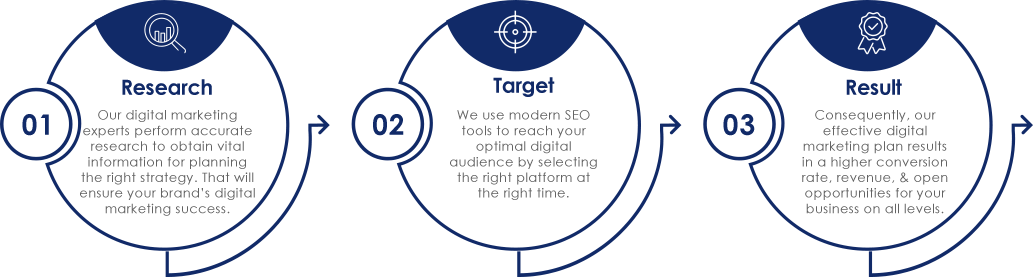 01
Research
Our digital marketing
experts perform accurate
research to obtain vital
information for planning
the right strategy. That will
ensure your brand's digital
marketing success.
02
Target
We use modern SEO
tools to reach your
optimal digital
audience by selecting
the right platform at
the right time.
03
Result
Consequently, our
effective digital
marketing plan results
in a higher conversion
rate, revenue, & open
opportunities for your
business on all levels.